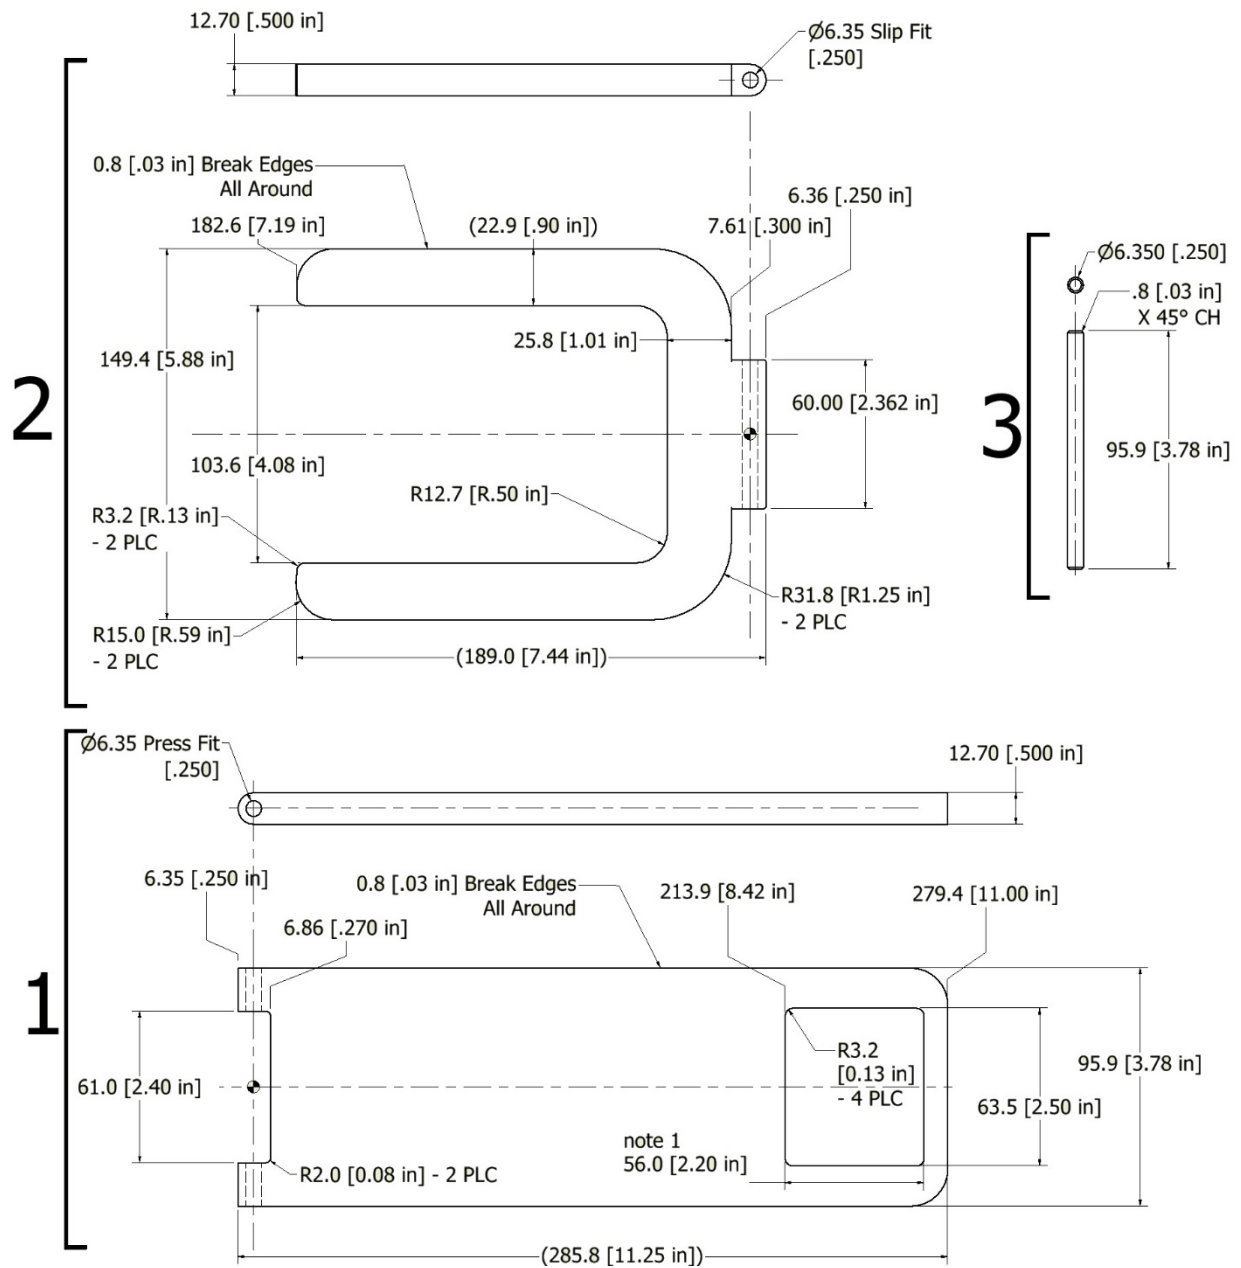 12.70 [.500 in]
Ø6.35 Slip Fit
[.250]
2
0.8 [.03 in] Break Edges
All Around
182.6 [7.19 in]
(22.9 [.90 in])
6.36 [.250 in]
7.61 [.300 in]
149.4 [5.88 in]
25.8 [1.01 in]
60.00 [2.362 in]
103.6 [4.08 in]
R12.7 [R.50 in]
R3.2 [R.13 in]
- 2 PLC
R31.8 [R1.25 in]
- 2 PLC
R15.0 [R.59 in]
- 2 PLC
(189.0 [7.44 in])
3
Ø6.350 [.250]
.8 [.03 in]
X 45° CH
95.9 [3.78 in]
1
Ø6.35 Press Fit
[.250]
12.70 [.500 in]
6.35 [.250 in]
0.8 [.03 in] Break Edges
All Around
213.9 [8.42 in]
279.4 [11.00 in]
6.86 [.270 in]
61.0 [2.40 in]
R3.2
[0.13 in]
- 4 PLC
95.9 [3.78 in]
63.5 [2.50 in]
note 1
56.0 [2.20 in]
R2.0 [0.08 in] - 2 PLC
(285.8 [11.25 in])